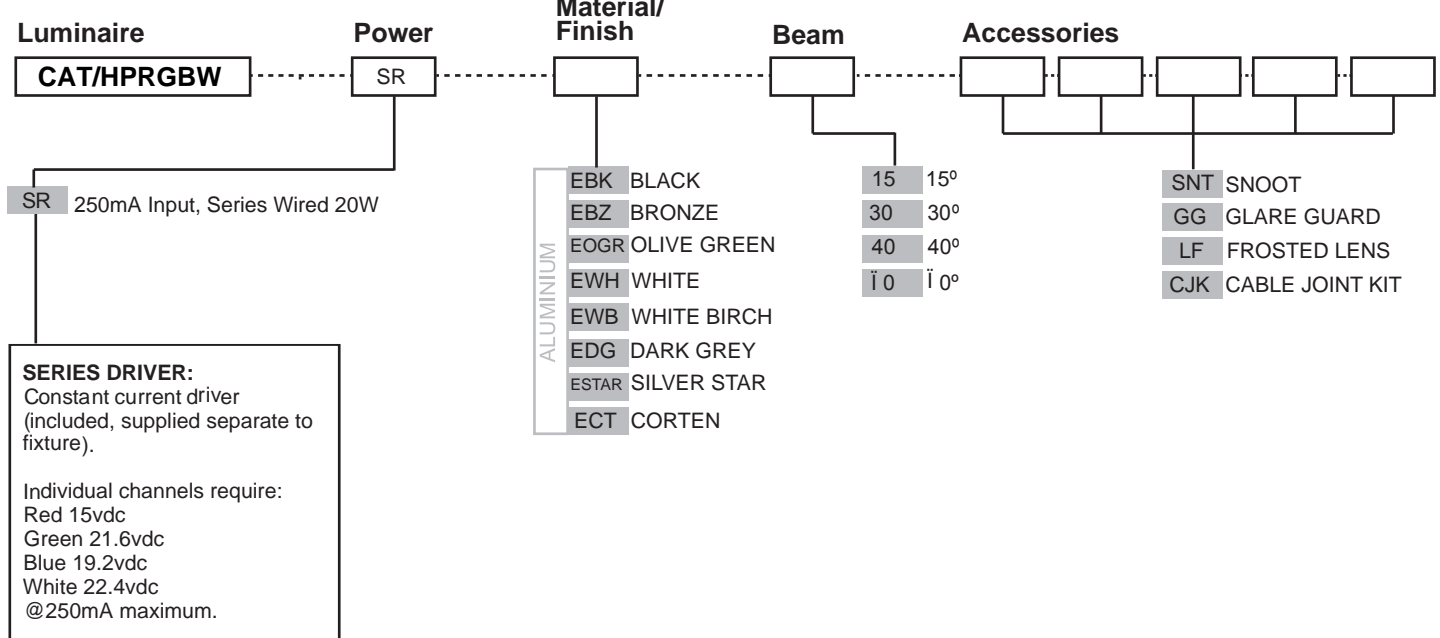 Luminaire
Power
Material/
Finish
Beam
Accessories
CAT/HPRGBW
SR
SR 250mA Input, Series Wired 20W
ALUMINIUM
EBK BLACK
EBZ BRONZE
EOGR OLIVE GREEN
EWH WHITE
EWB WHITE BIRCH
EDG DARK GREY
ESTAR SILVER STAR
ECT CORTEN
15 15º
30 30º
40 40º
Ï 0 Ï 0º
SNT SNOOT
GG GLARE GUARD
LF FROSTED LENS
CJK CABLE JOINT KIT
SERIES DRIVER:
Constant current driver
(included, supplied separate to
fixture).
Individual channels require:
Red 15vdc
Green 21.6vdc
Blue 19.2vdc
White 22.4vdc
@250mA maximum.